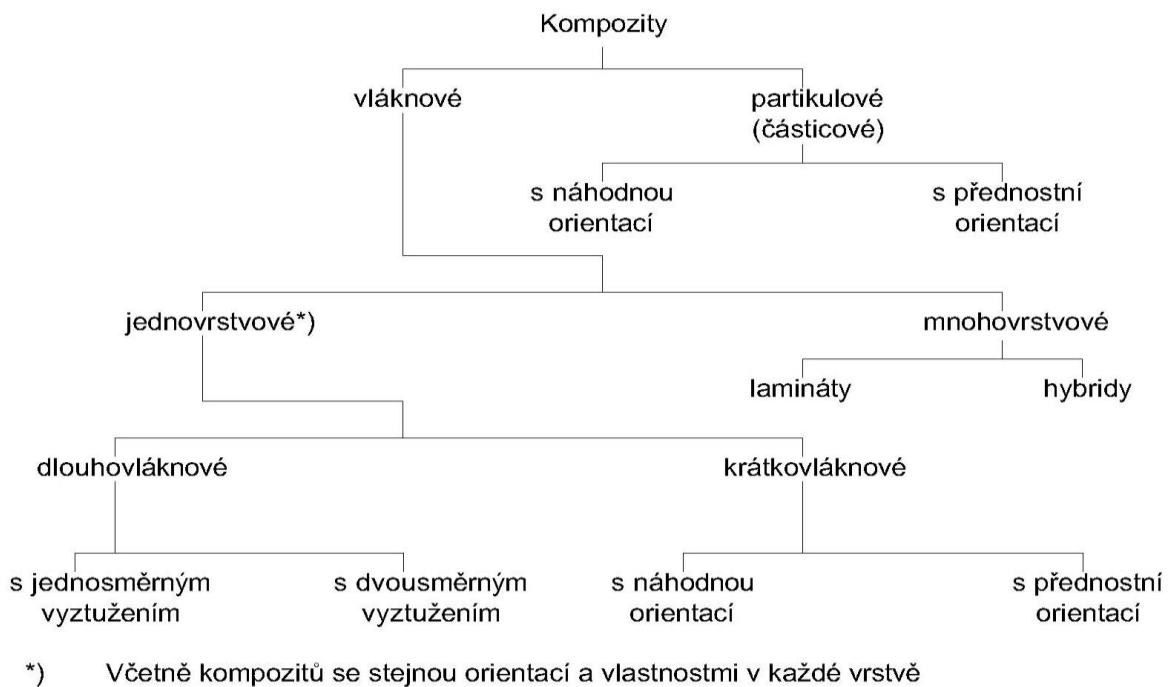 Kompozity
vláknové
partikulové
(částicové)
s náhodnou
orientací
s přednostní
orientací
jednovrstvové*)
mnohovrstvové
lamináty
hybridy
dlouhovláknové
krátkovláknové
s jednosměrným
vyztužením
s dvousměrným
vyztužením
s náhodnou
orientací
s přednostní
orientací
*) Včetně kompozitů se stejnou orientací a vlastnostmi v každé vrstvě